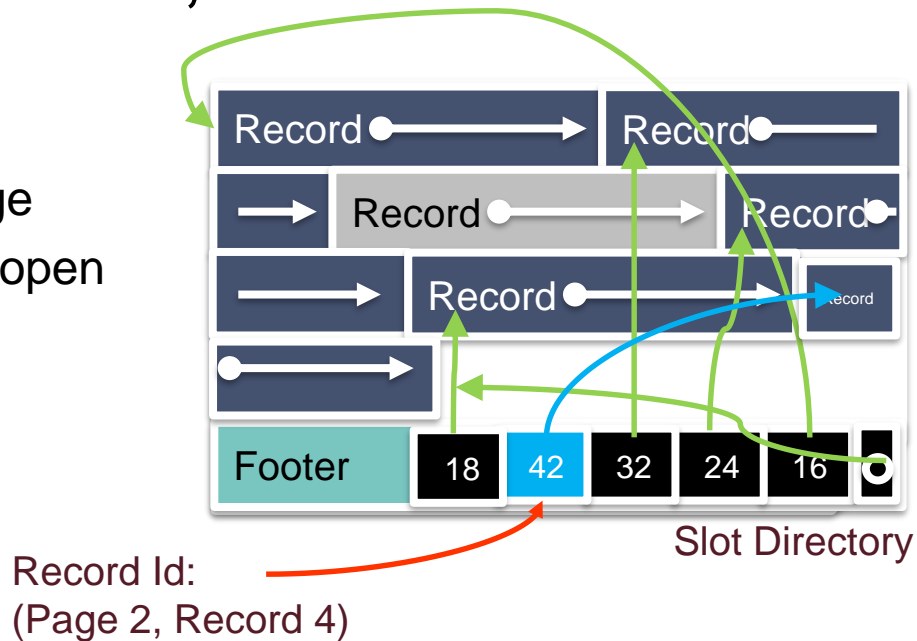 ge
open
Record Record
Record Record
Record Record
Footer 18 42 32 24 16
Slot Directory
Record Id:
(Page 2, Record 4)